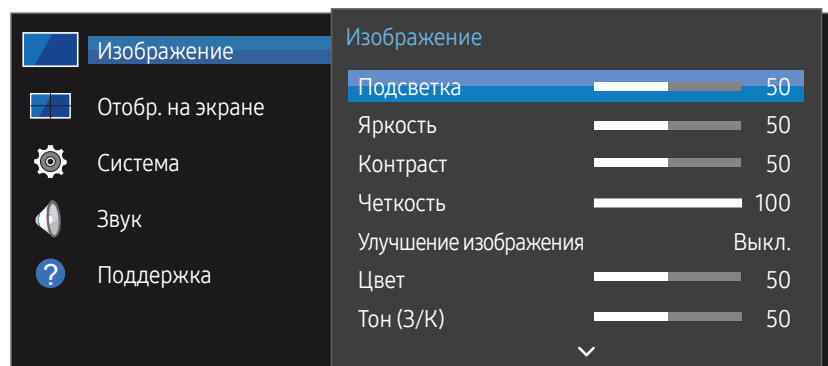 Изображение
Отобр. на экране
Система
Звук
? Поддержка
Изображение
Подсветка 50
Яркость 50
Контраст 50
Четкость 100
Улучшение изображения Выкл.
Цвет 50
Тон (З/К) 50